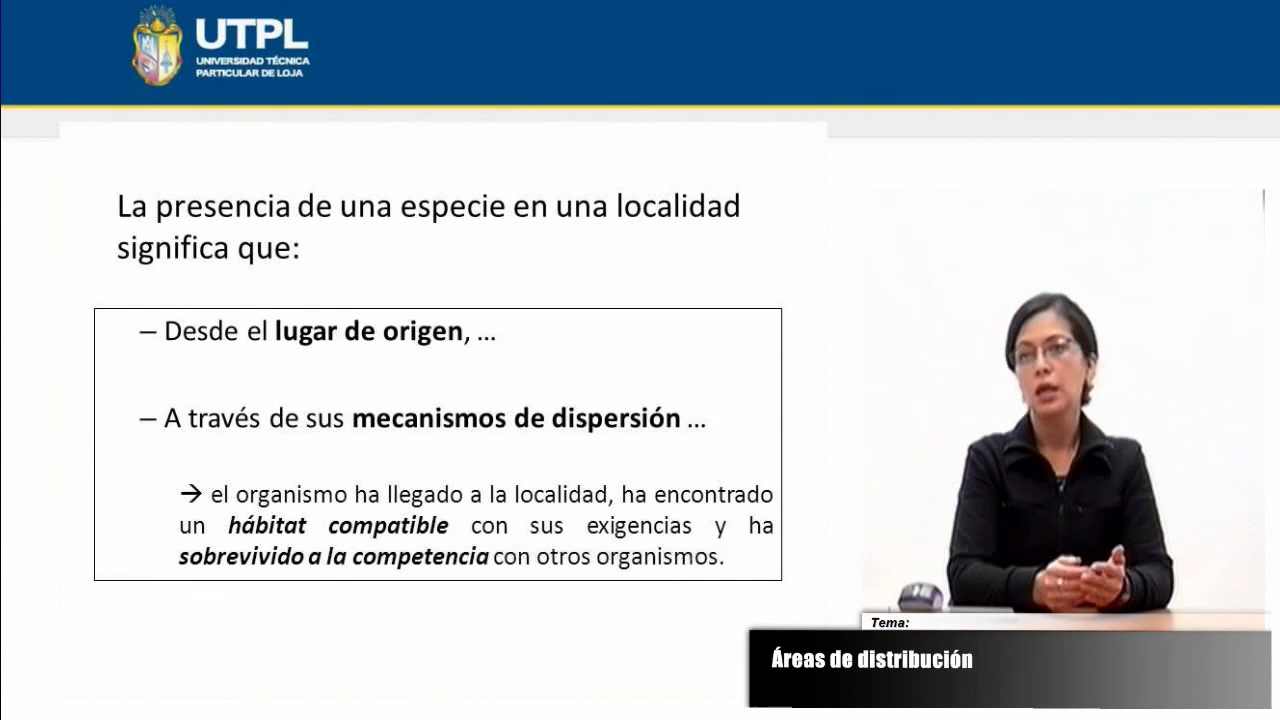 UTPL
UNIVERSIDAD TÉCNICA
PARTICULAR DE LOJA
La presencia de una especie en una localidad
significa que:
– Desde el lugar de origen, ...
– A través de sus mecanismos de dispersión ...
→ el organismo ha llegado a la localidad, ha encontrado
un hábitat compatible con sus exigencias y ha
sobrevivido a la competencia con otros organismos.
Tema:
Áreas de distribución